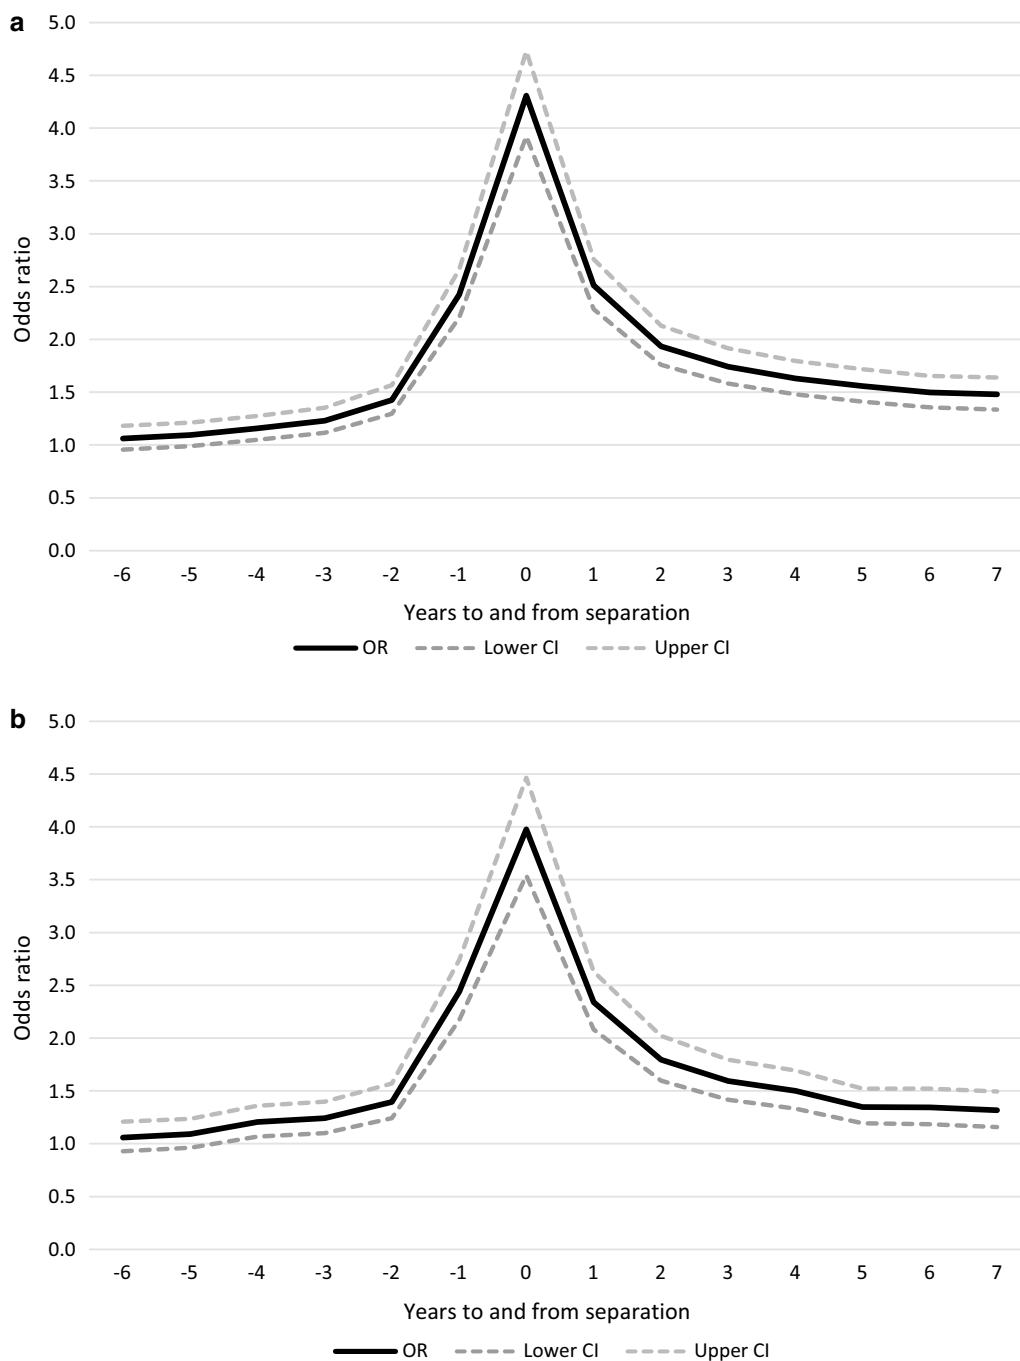 a
5.0
4.5
4.0
3.5
3.0
2.5
2.0
1.5
1.0
0.5
0.0
Odds ratio
-6 -5 -4 -3 -2 -1 0 1 2 3 4 5 6 7
Years to and from separation
OR Lower CI Upper CI
b
5.0
4.5
4.0
3.5
3.0
2.5
2.0
1.5
1.0
0.5
0.0
Odds ratio
-6 -5 -4 -3 -2 -1 0 1 2 3 4 5 6 7
Years to and from separation
OR Lower CI Upper CI